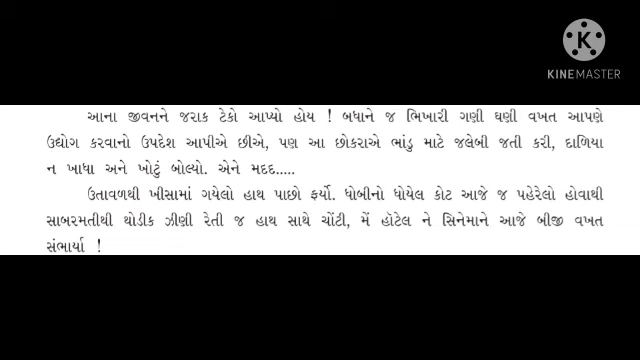 KINEMASTER
આના જીવનને જરાક ટેકો આપ્યો હોય ! બધાને જ ભિખારી ગણી ઘણી વખત આપણે
ઉદ્યોગ કરવાનો ઉપદેશ આપીએ છીએ, પણ આ છોકરાએ ભાંડુ માટે જલેબી જતી કરી, દાળિયા
ન ખાધા અને ખોટું બોલ્યો. એને મદદ.....
ઉતાવળથી ખીસામાં ગયેલો હાથ પાછો ફર્યો. ધોબીનો ધોયેલ કોટ આજે જ પહેરેલો હોવાથી
સાબરમતીથી થોડીક ઝીણી રેતી જ હાથ સાથે ચોંટી, મેં હૉટેલ ને સિનેમાને આજે બીજી વખત
સંભાર્યા !